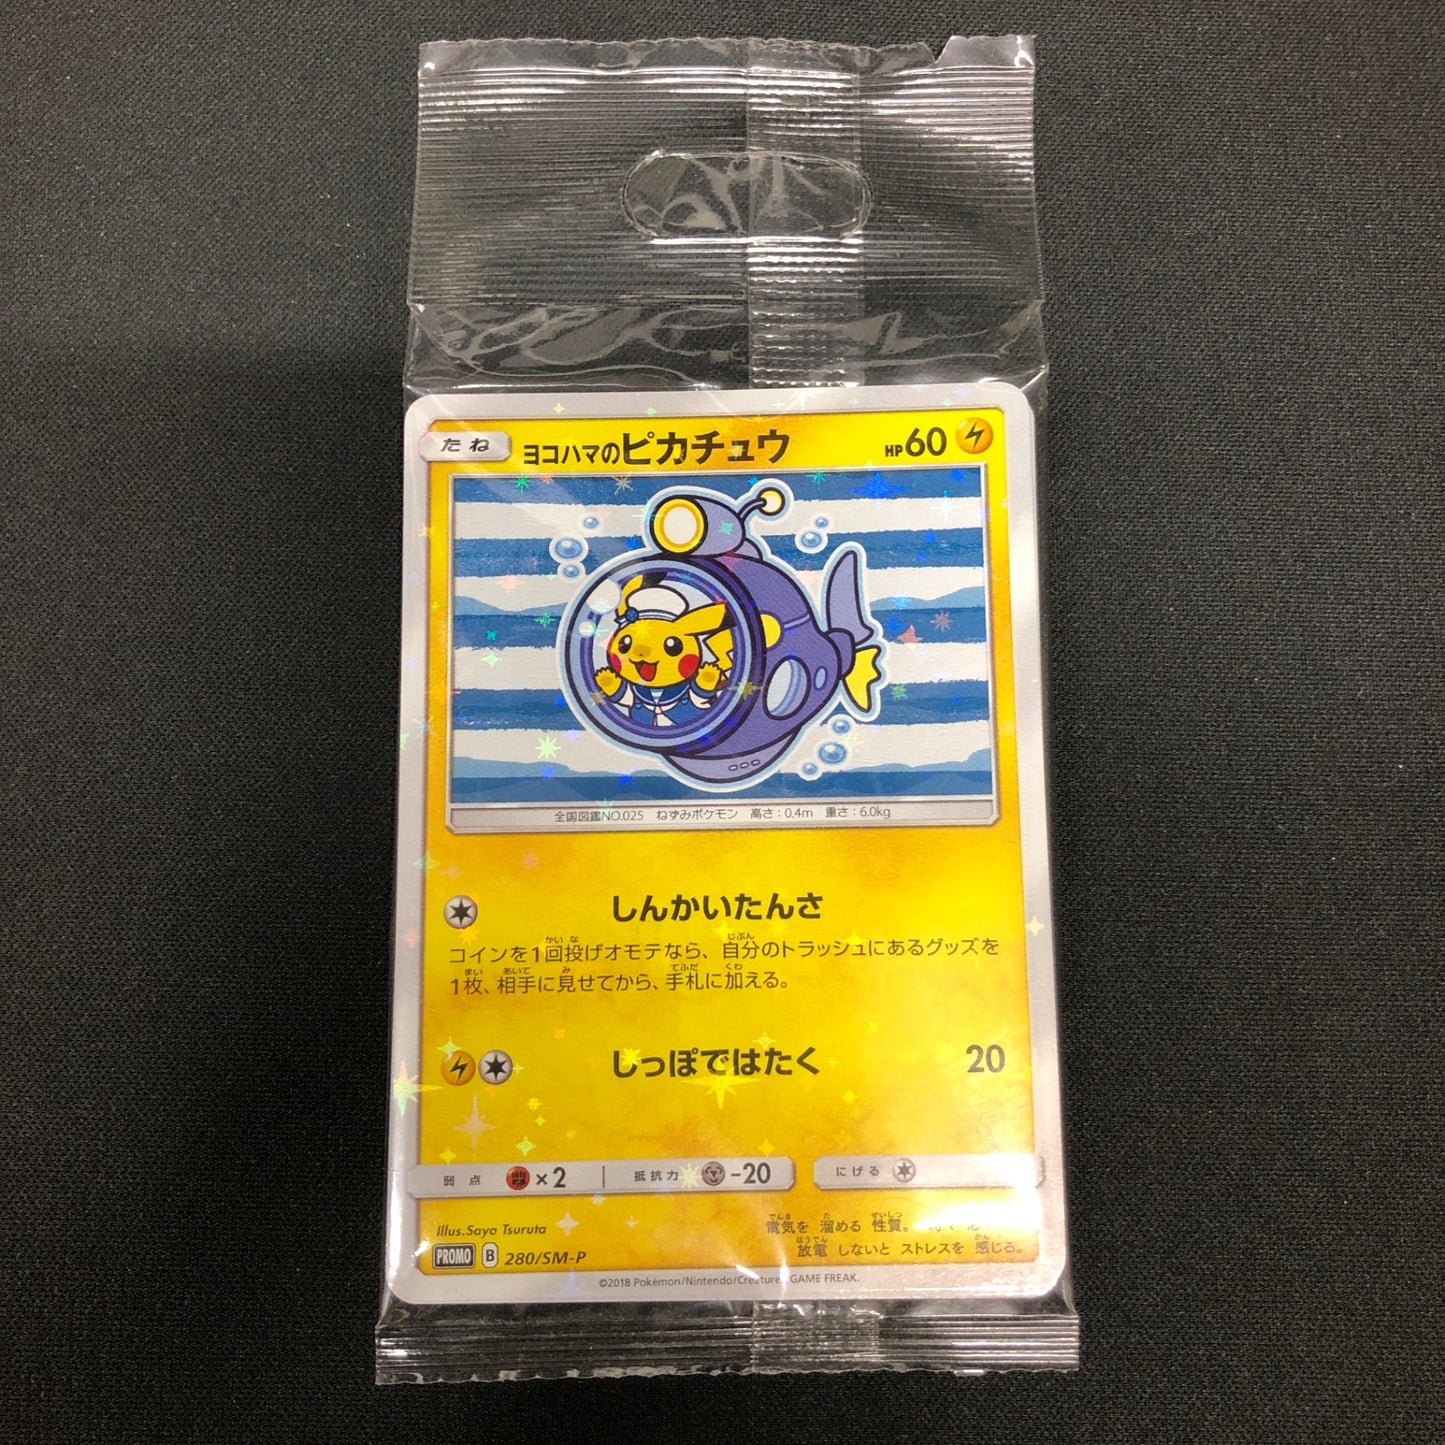 たね ヨコハマのピカチュウ HP60
全国図鑑NO.025 ねずみポケモン 高さ:0.4m 重さ:6.0kg
しんかいたんさ
コインを1回投げオモテなら、自分のトラッシュにあるグッズを
1枚、相手に見せてから、手札に加える。
しっぽではたく 20
弱点 ×2 抵抗力 -20 にげる
Illus.Saya Tsuruta
電気を 溜める 性質。
放電 しないと ストレスを 感じる。
PROMO B 280/SM-P
©2018 Pokémon/Nintendo/Creatures/GAME FREAK.